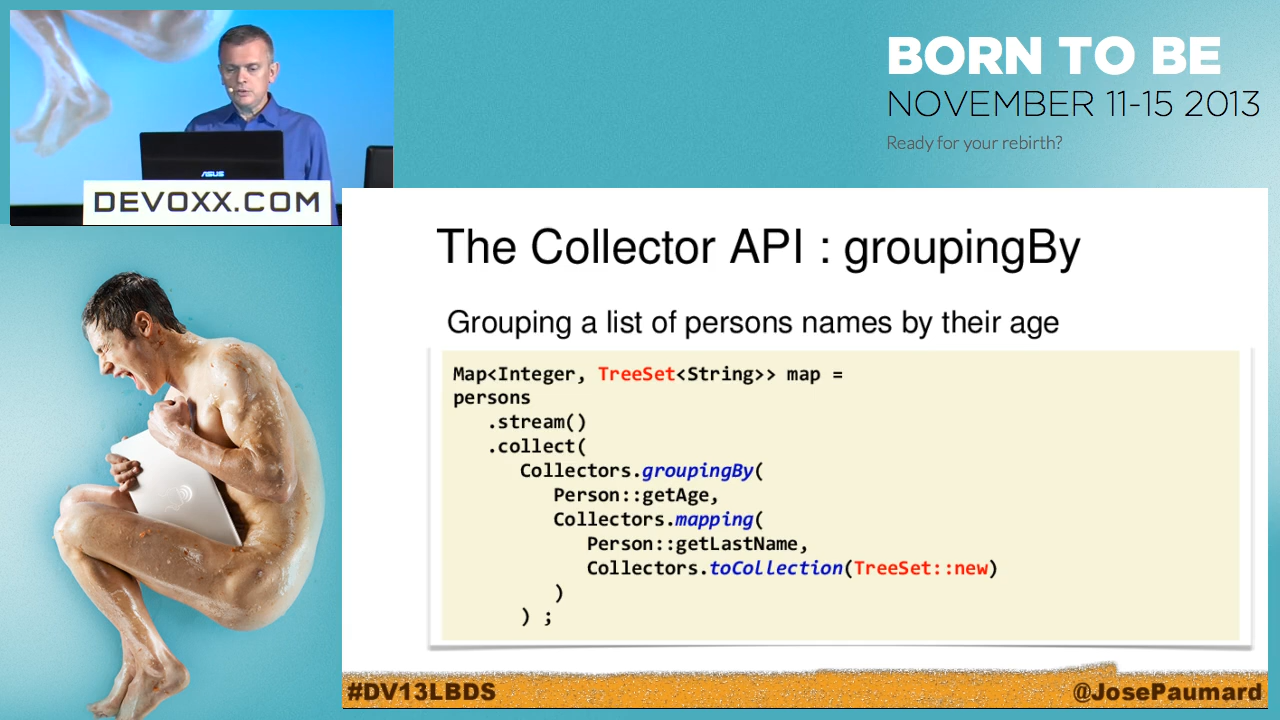 BORN TO BE
NOVEMBER 11-15 2013
Ready for your rebirth?
ASUS
DEVOXX.COM
The Collector API : groupingBy
Grouping a list of persons names by their age
Map<Integer, TreeSet<String>> map =
persons
.stream()
.collect(
Collectors.groupingBy(
Person::getAge,
Collectors.mapping(
Person::getLastName,
Collectors.toCollection(TreeSet::new)
)
) ;
#DV13LBDS
@JosePaumard